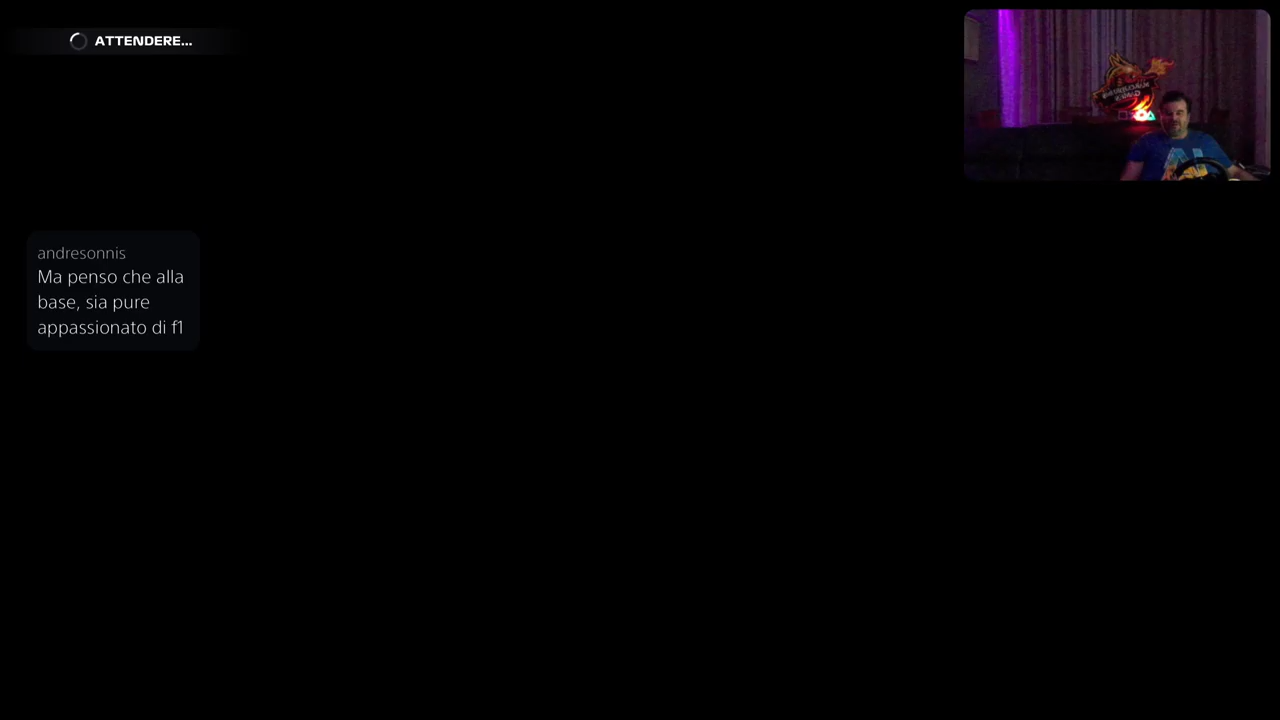 ATTENDERE...
andresonnis
Ma penso che alla
base, sia pure
appassionato di f1